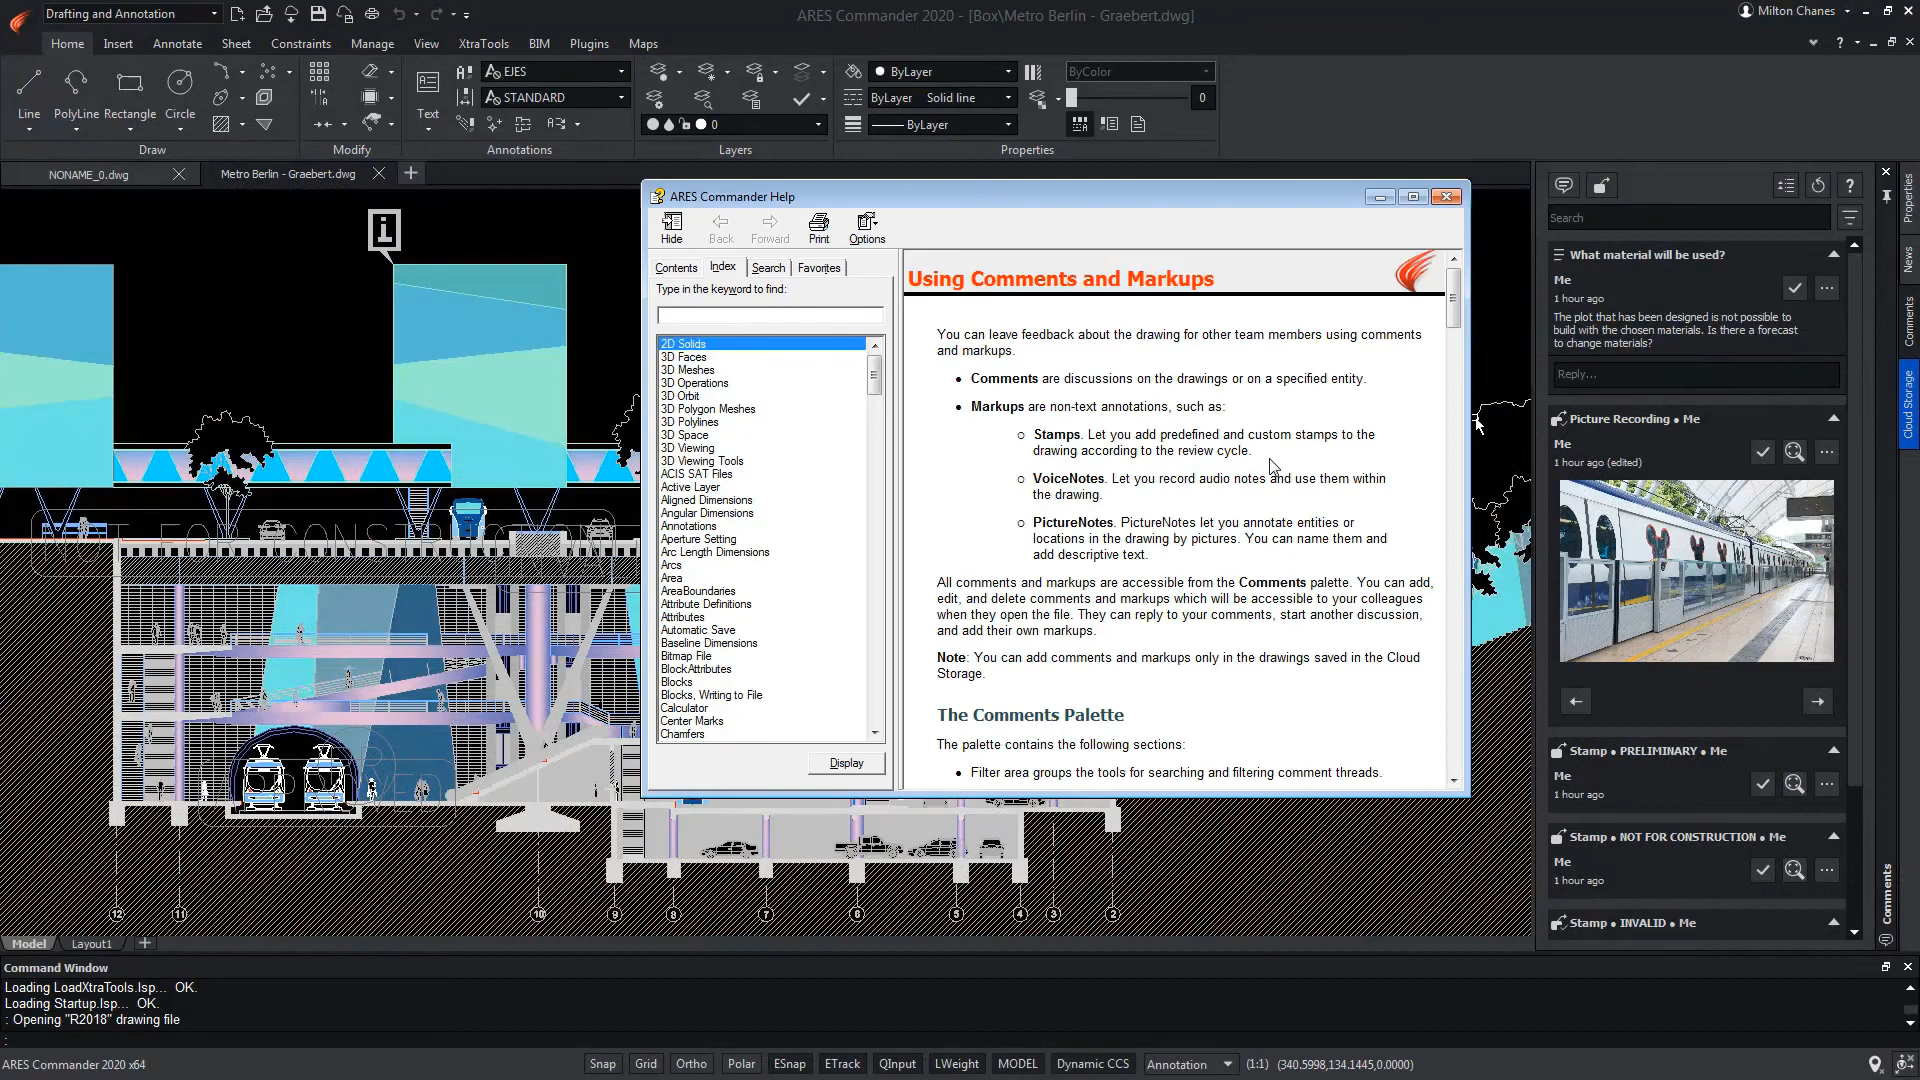 Drafting and Annotation
ARES Commander 2020 - [Box\Metro Berlin - Graebert.dwg]
Milton Chanes
Home Insert Annotate Sheet Constraints Manage View XtraTools BIM Plugins Maps
EJES
ByLayer
ByColor
STANDARD
ByLayer Solid line
0
Line PolyLine Rectangle Circle
Text
0
ByLayer
Draw Modify Annotations Layers Properties
NONAME_0.dwg
Metro Berlin - Graebert.dwg
ARES Commander Help
Hide Back Forward Print Options
Contents Index Search Favorites
Type in the keyword to find:
2D Solids
3D Faces
3D Meshes
3D Operations
3D Orbit
3D Polygon Meshes
3D Polylines
3D Space
3D Viewing
3D Viewing Tools
ACIS SAT Files
Active Layer
Aligned Dimensions
Angular Dimensions
Annotations
Aperture Setting
Arc Length Dimensions
Arcs
Area
AreaBoundaries
Attribute Definitions
Attributes
Automatic Save
Baseline Dimensions
Bitmap File
BlockAttributes
Blocks
Blocks, Writing to File
Calculator
Center Marks
Chamfers
Display
Using Comments and Markups
You can leave feedback about the drawing for other team members using comments
and markups.
• Comments are discussions on the drawings or on a specified entity.
• Markups are non-text annotations, such as:
○ Stamps. Let you add predefined and custom stamps to the
drawing according to the review cycle.
○ VoiceNotes. Let you record audio notes and use them within
the drawing.
○ PictureNotes. PictureNotes let you annotate entities or
locations in the drawing by pictures. You can name them and
add descriptive text.
All comments and markups are accessible from the Comments palette. You can add,
edit, and delete comments and markups which will be accessible to your colleagues
when they open the file. They can reply to your comments, start another discussion,
and add their own markups.
Note: You can add comments and markups only in the drawings saved in the Cloud
Storage.
The Comments Palette
The palette contains the following sections:
• Filter area groups the tools for searching and filtering comment threads.
Search
What material will be used?
Me
1 hour ago
The plot that has been designed is not possible to
build with the chosen materials. Is there a forecast
to change materials?
Reply...
Picture Recording • Me
Me
1 hour ago (edited)
Stamp • PRELIMINARY • Me
Me
1 hour ago
Stamp • NOT FOR CONSTRUCTION • Me
Me
1 hour ago
Stamp • INVALID • Me
Properties
News
Comments
Cloud Storage
Comments
NOT FOR CONSTRUCTION
12 11 10 9 8 7 6 5 4 3 2
Model Layout1
Command Window
Loading LoadXtraTools.lsp... OK.
Loading Startup.lsp... OK.
: Opening "R2018" drawing file
:
ARES Commander 2020 x64
Snap Grid Ortho Polar ESnap ETrack QInput LWeight MODEL Dynamic CCS Annotation (1:1) (340.5998,134.1445,0.0000)